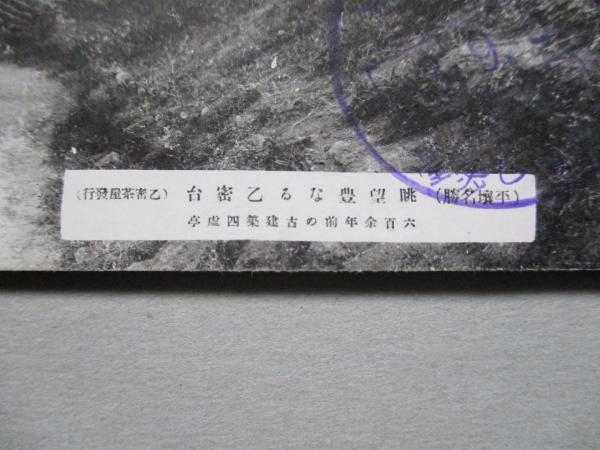 (平壤名勝) 眺望豊なる乙密台 (乙密茶屋發行)
六百余年前の古建築四虚亭